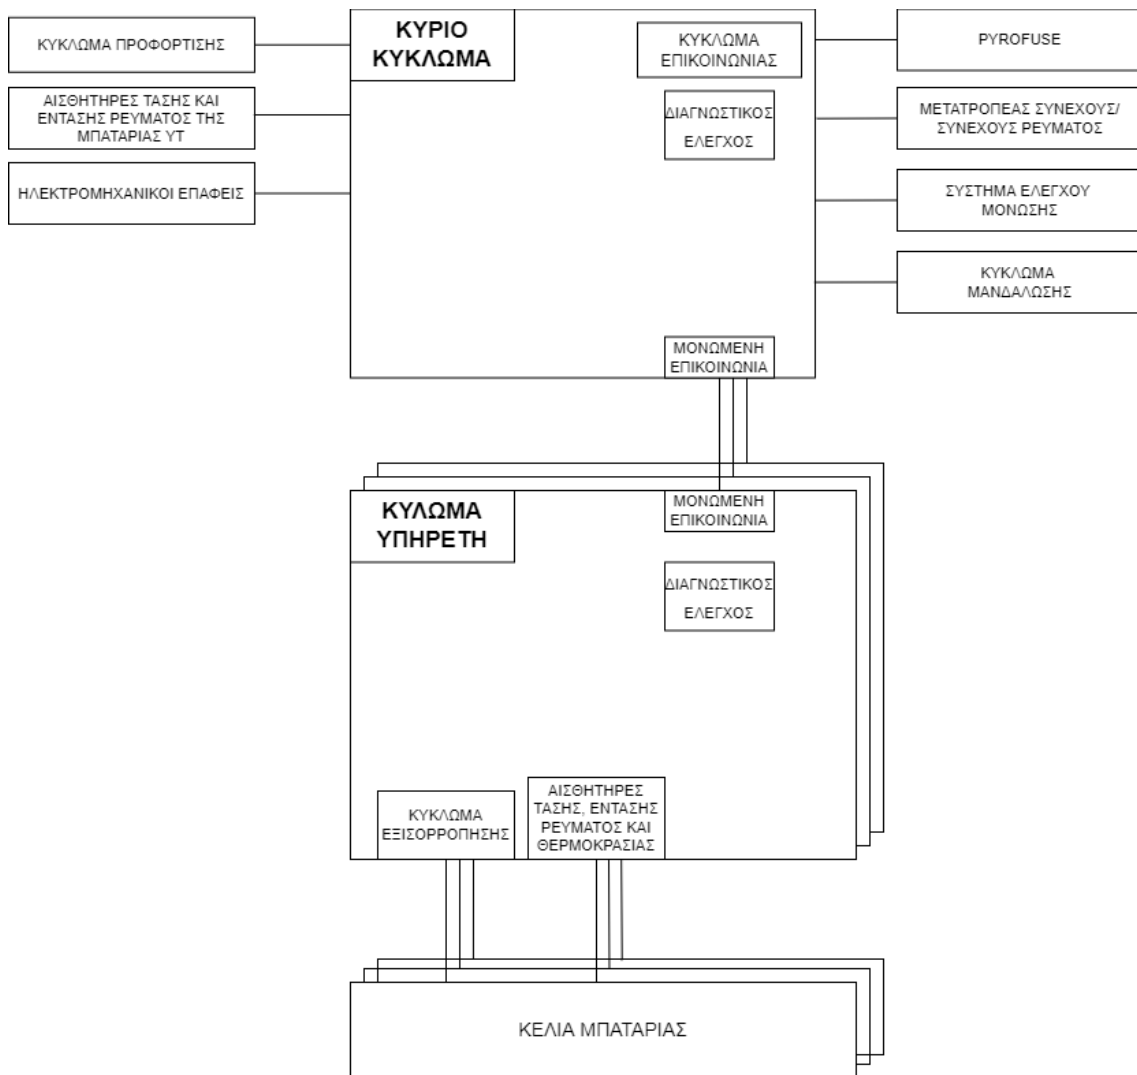 ΚΥΚΛΩΜΑ ΠΡΟΦΟΡΤΙΣΗΣ
ΑΙΣΘΗΤΗΡΕΣ ΤΑΣΗΣ ΚΑΙ
ΕΝΤΑΣΗΣ ΡΕΥΜΑΤΟΣ ΤΗΣ
ΜΠΑΤΑΡΙΑΣ ΥΤ
ΗΛΕΚΤΡΟΜΗΧΑΝΙΚΟΙ ΕΠΑΦΕΙΣ
ΚΥΡΙΟ
ΚΥΚΛΩΜΑ
ΚΥΚΛΩΜΑ
ΕΠΙΚΟΙΝΩΝΙΑΣ
ΔΙΑΓΝΩΣΤΙΚΟΣ
ΕΛΕΓΧΟΣ
ΜΟΝΩΜΕΝΗ
ΕΠΙΚΟΙΝΩΝΙΑ
PYROFUSE
ΜΕΤΑΤΡΟΠΕΑΣ ΣΥΝΕΧΟΥΣ/
ΣΥΝΕΧΟΥΣ ΡΕΥΜΑΤΟΣ
ΣΥΣΤΗΜΑ ΕΛΕΓΧΟΥ
ΜΟΝΩΣΗΣ
ΚΥΚΛΩΜΑ
ΜΑΝΔΑΛΩΣΗΣ
ΚΥΛΩΜΑ
ΥΠΗΡΕΤΗ
ΜΟΝΩΜΕΝΗ
ΕΠΙΚΟΙΝΩΝΙΑ
ΔΙΑΓΝΩΣΤΙΚΟΣ
ΕΛΕΓΧΟΣ
ΚΥΚΛΩΜΑ
ΕΞΙΣΟΡΡΟΠΗΣΗΣ
ΑΙΣΘΗΤΗΡΕΣ
ΤΑΣΗΣ, ΕΝΤΑΣΗΣ
ΡΕΥΜΑΤΟΣ ΚΑΙ
ΘΕΡΜΟΚΡΑΣΙΑΣ
ΚΕΛΙΑ ΜΠΑΤΑΡΙΑΣ